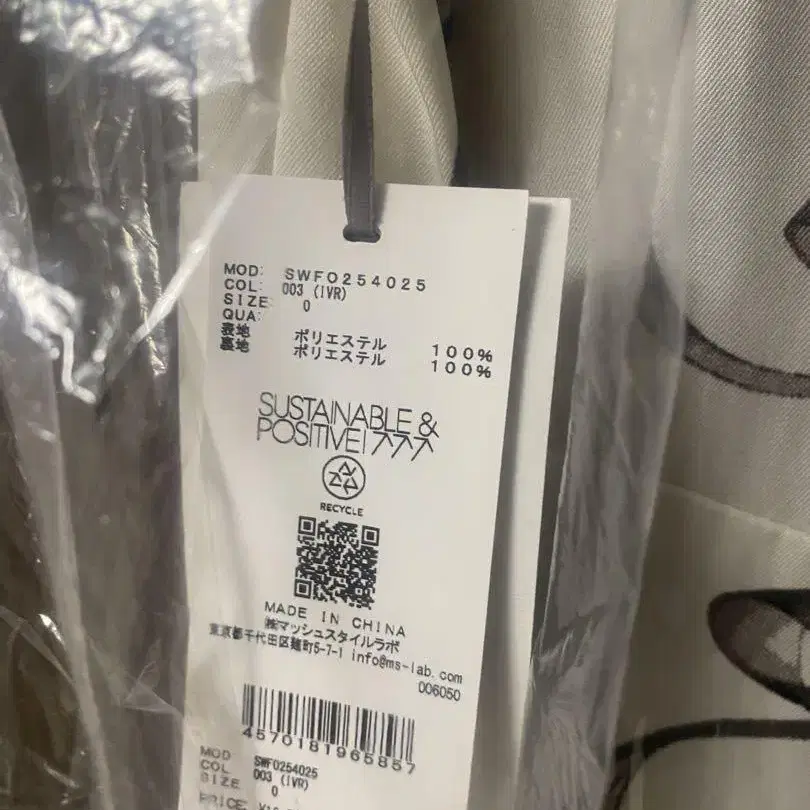 MOD: SWFO254025
COL: 003 (IVR)
SIZE: 0
QUA:
表地 ポリエステル 100%
裏地 ポリエステル 100%
SUSTAINABLE &
POSITIVE!
RECYCLE
MADE IN CHINA
㈱マッシュスタイルラボ
東京都千代田区麹町5-7-1 info@ms-lab.com
006050
4570181965857
MOD SWFO254025
COL 003 (IVR)
SIZE 0
PRICE: